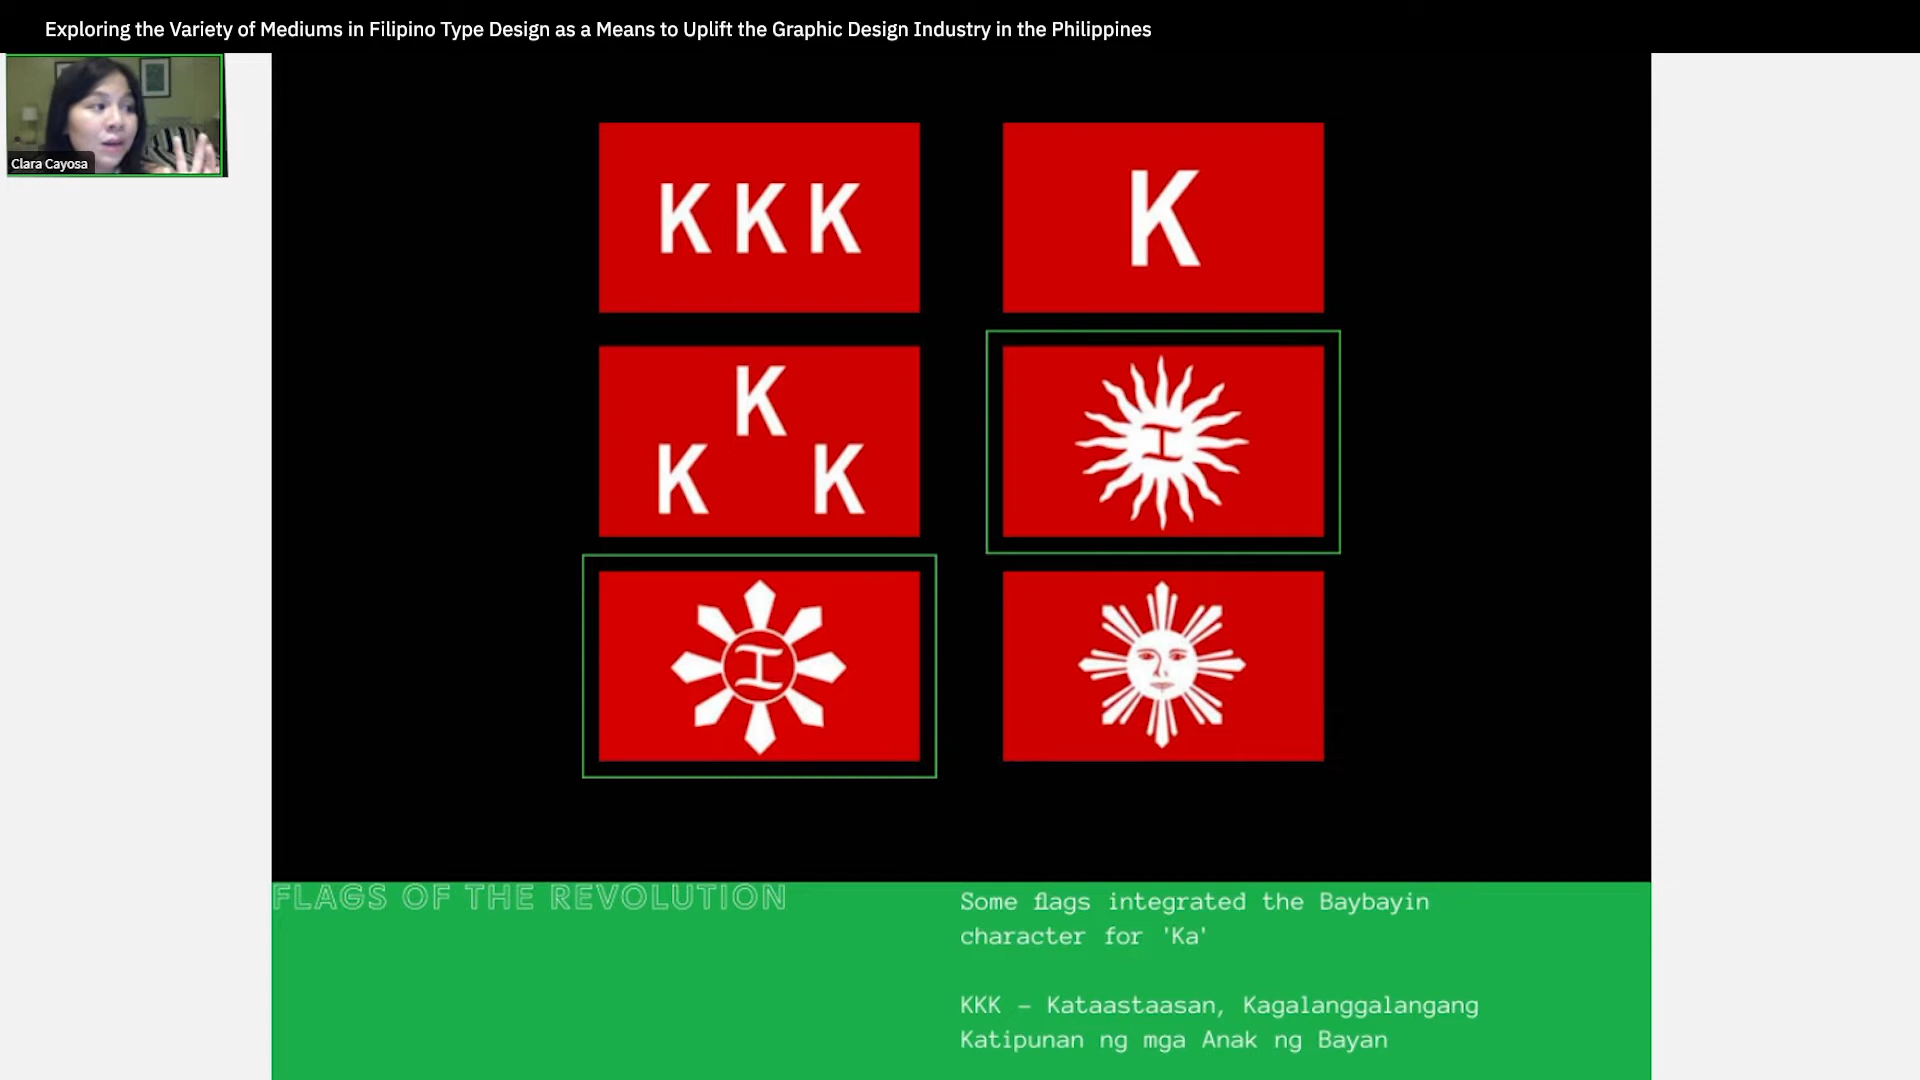 Exploring the Variety of Mediums in Filipino Type Design as a Means to Uplift the Graphic Design Industry in the Philippines
Clara Cayosa
K K K
K
K
K K
ᜃ
ᜃ
FLAGS OF THE REVOLUTION
Some flags integrated the Baybayin
character for 'Ka'
KKK – Kataastaasan, Kagalanggalangang
Katipunan ng mga Anak ng Bayan